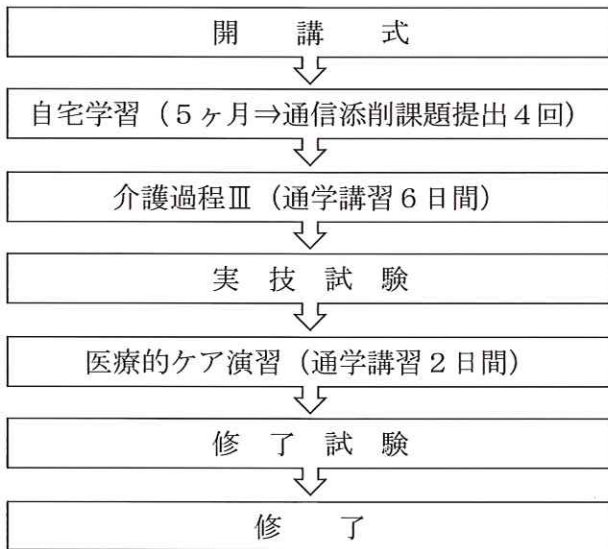 開講式
自宅学習（5ヶ月⇒通信添削課題提出4回）
介護過程Ⅲ（通学講習6日間）
実技試験
医療的ケア演習（通学講習2日間）
修了試験
修了